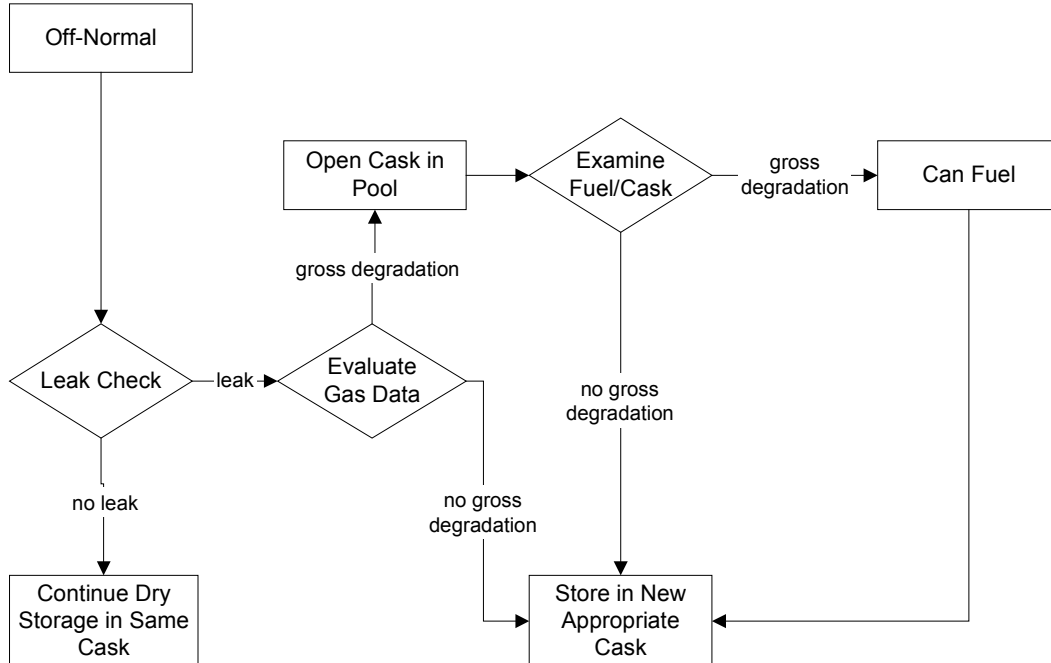 Off-Normal
Open Cask in
Pool
Examine
Fuel/Cask
gross
degradation
Can Fuel
gross degradation
Leak Check
leak
Evaluate
Gas Data
no gross
degradation
no leak
no gross
degradation
Continue Dry
Storage in Same
Cask
Store in New
Appropriate
Cask